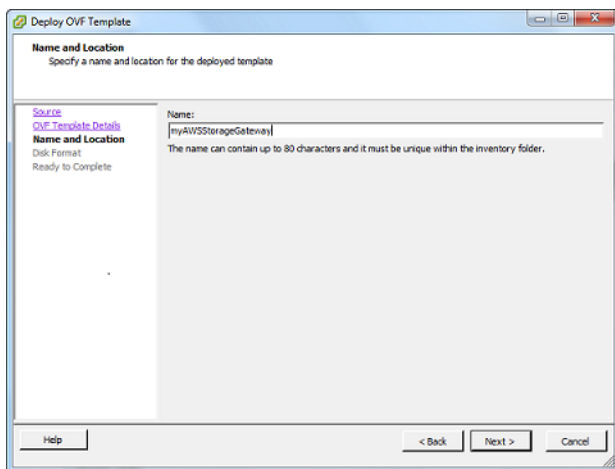 Deploy OVF Template
Name and Location
Specify a name and location for the deployed template
Source
OVF Template Details
Name and Location
Disk Format
Ready to Complete
Name:
myAWSStorageGateway
The name can contain up to 80 characters and it must be unique within the inventory folder.
Help
< Back
Next >
Cancel